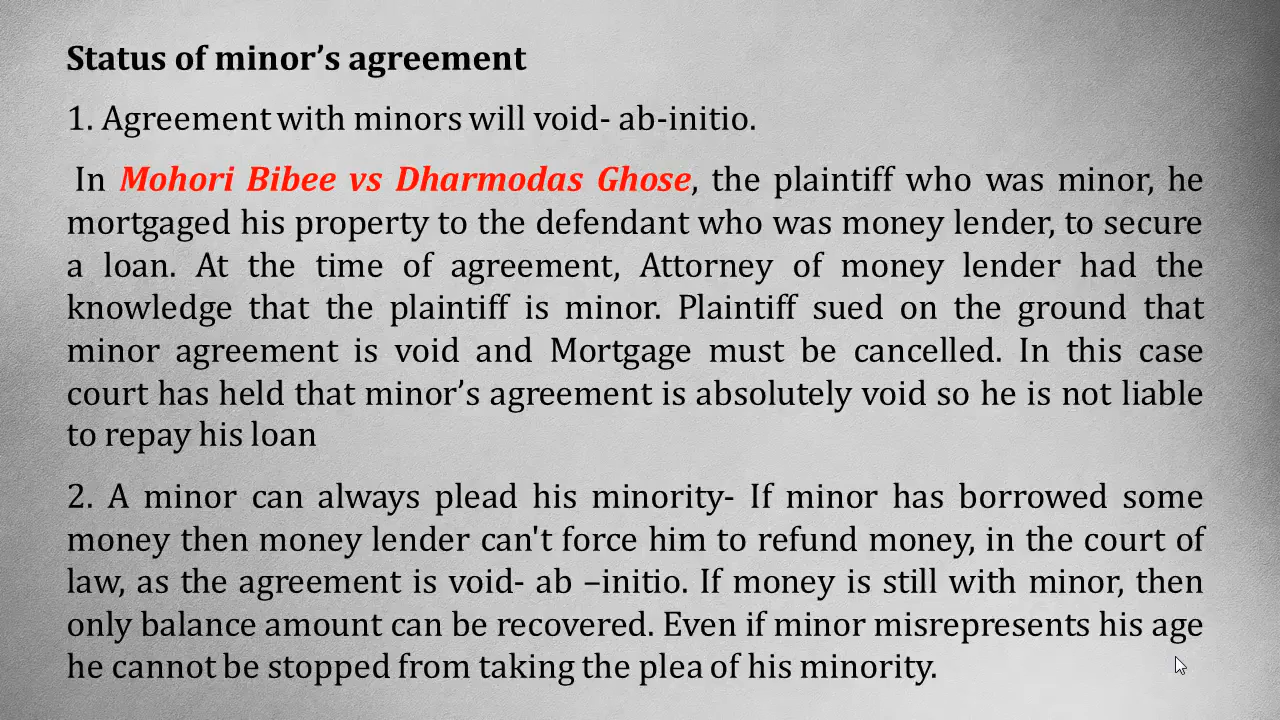 Status of minor’s agreement
1. Agreement with minors will void- ab-initio.
In Mohori Bibee vs Dharmodas Ghose, the plaintiff who was minor, he
mortgaged his property to the defendant who was money lender, to secure
a loan. At the time of agreement, Attorney of money lender had the
knowledge that the plaintiff is minor. Plaintiff sued on the ground that
minor agreement is void and Mortgage must be cancelled. In this case
court has held that minor’s agreement is absolutely void so he is not liable
to repay his loan
2. A minor can always plead his minority- If minor has borrowed some
money then money lender can't force him to refund money, in the court of
law, as the agreement is void- ab –initio. If money is still with minor, then
only balance amount can be recovered. Even if minor misrepresents his age
he cannot be stopped from taking the plea of his minority.